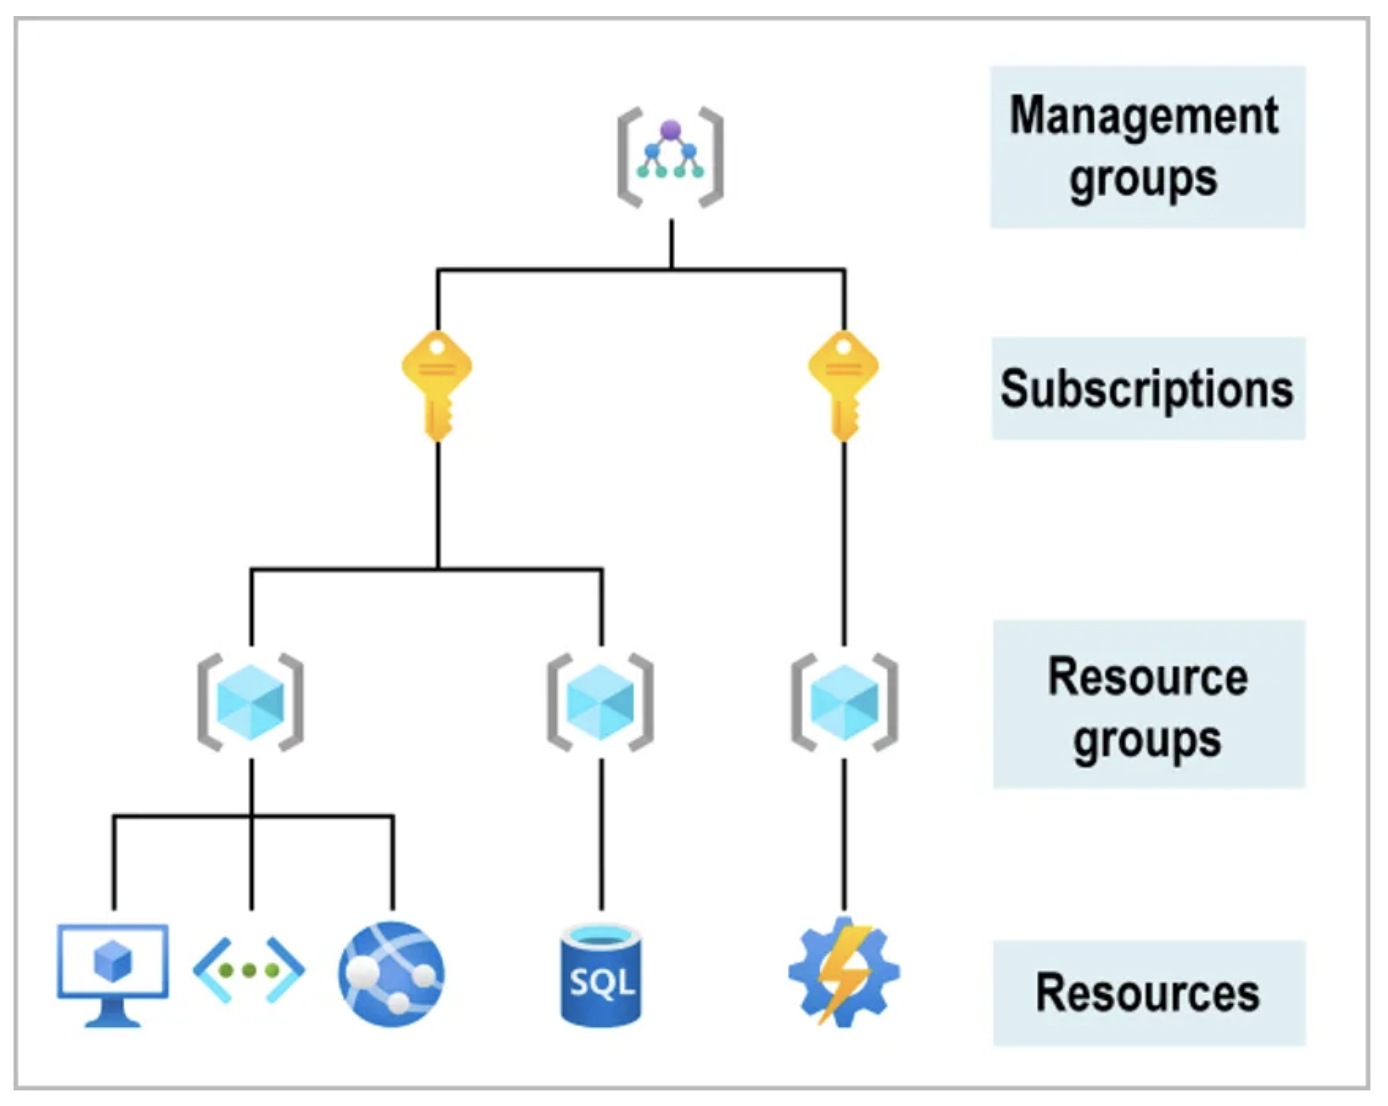 Management
groups
Subscriptions
Resource
groups
SQL
Resources